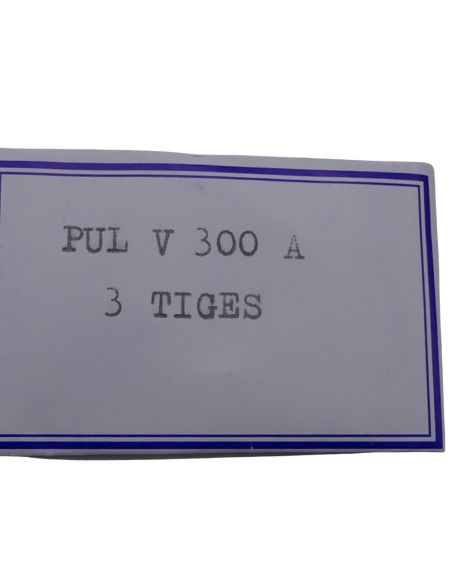 PUL V 300 A
3 TIGES